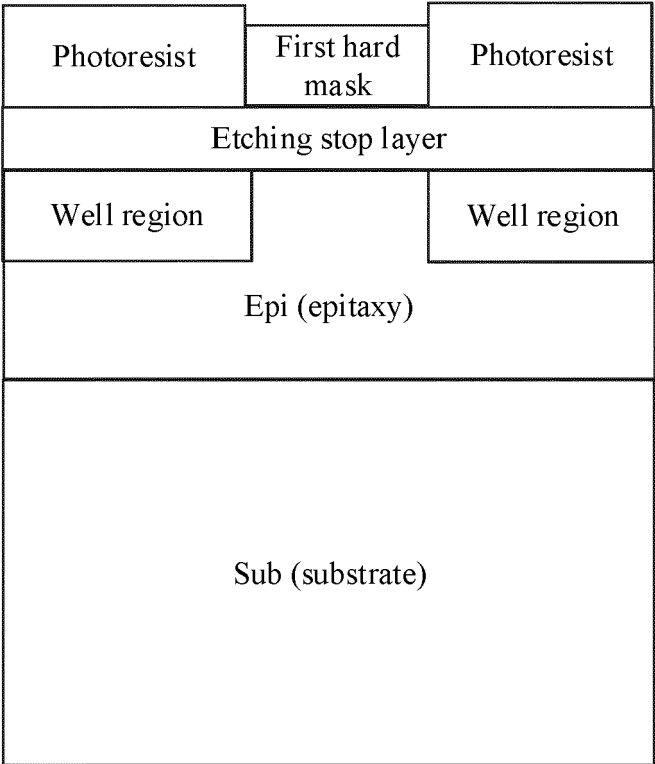 Photoresist
First hard
mask
Photoresist
Etching stop layer
Well region
Well region
Epi (epitaxy)
Sub (substrate)